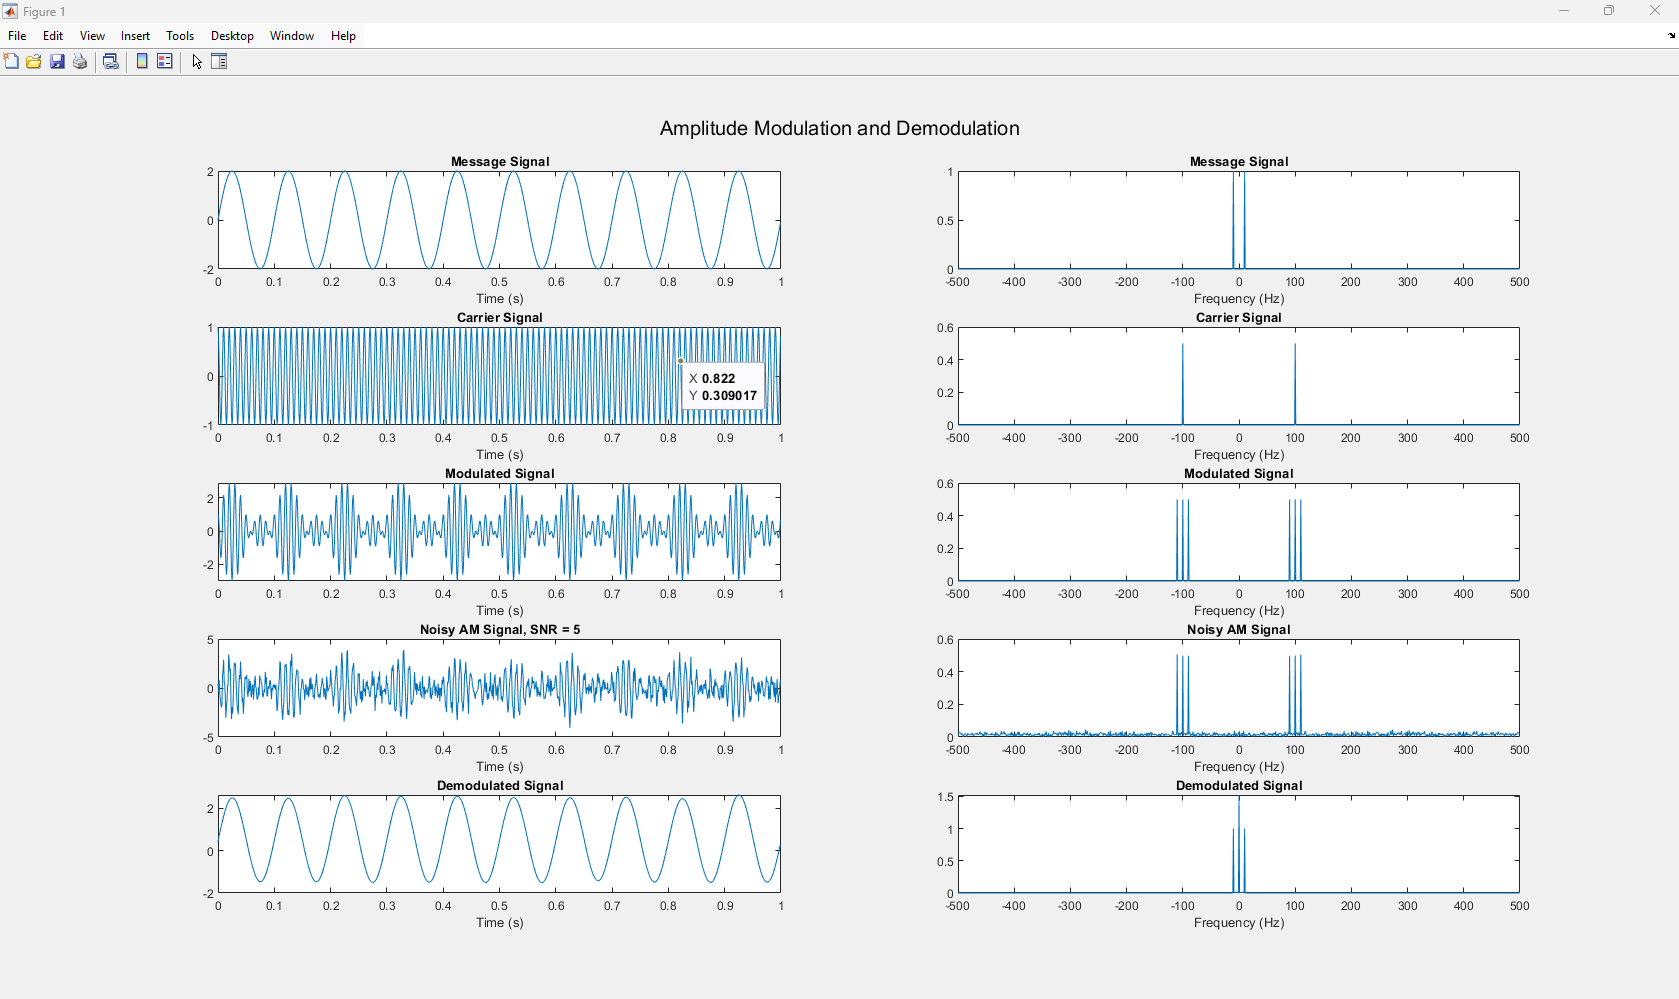 Figure 1
File Edit View Insert Tools Desktop Window Help
Amplitude Modulation and Demodulation
Message Signal
2
0
-2
0 0.1 0.2 0.3 0.4 0.5 0.6 0.7 0.8 0.9 1
Time (s)
Message Signal
1
0.5
0
-500 -400 -300 -200 -100 0 100 200 300 400 500
Frequency (Hz)
Carrier Signal
1
0
-1
X 0.822
Y 0.309017
0 0.1 0.2 0.3 0.4 0.5 0.6 0.7 0.8 0.9 1
Time (s)
Carrier Signal
0.6
0.4
0.2
0
-500 -400 -300 -200 -100 0 100 200 300 400 500
Frequency (Hz)
Modulated Signal
2
0
-2
0 0.1 0.2 0.3 0.4 0.5 0.6 0.7 0.8 0.9 1
Time (s)
Modulated Signal
0.6
0.4
0.2
0
-500 -400 -300 -200 -100 0 100 200 300 400 500
Frequency (Hz)
Noisy AM Signal, SNR = 5
5
0
-5
0 0.1 0.2 0.3 0.4 0.5 0.6 0.7 0.8 0.9 1
Time (s)
Noisy AM Signal
0.6
0.4
0.2
0
-500 -400 -300 -200 -100 0 100 200 300 400 500
Frequency (Hz)
Demodulated Signal
2
0
-2
0 0.1 0.2 0.3 0.4 0.5 0.6 0.7 0.8 0.9 1
Time (s)
Demodulated Signal
1.5
1
0.5
0
-500 -400 -300 -200 -100 0 100 200 300 400 500
Frequency (Hz)